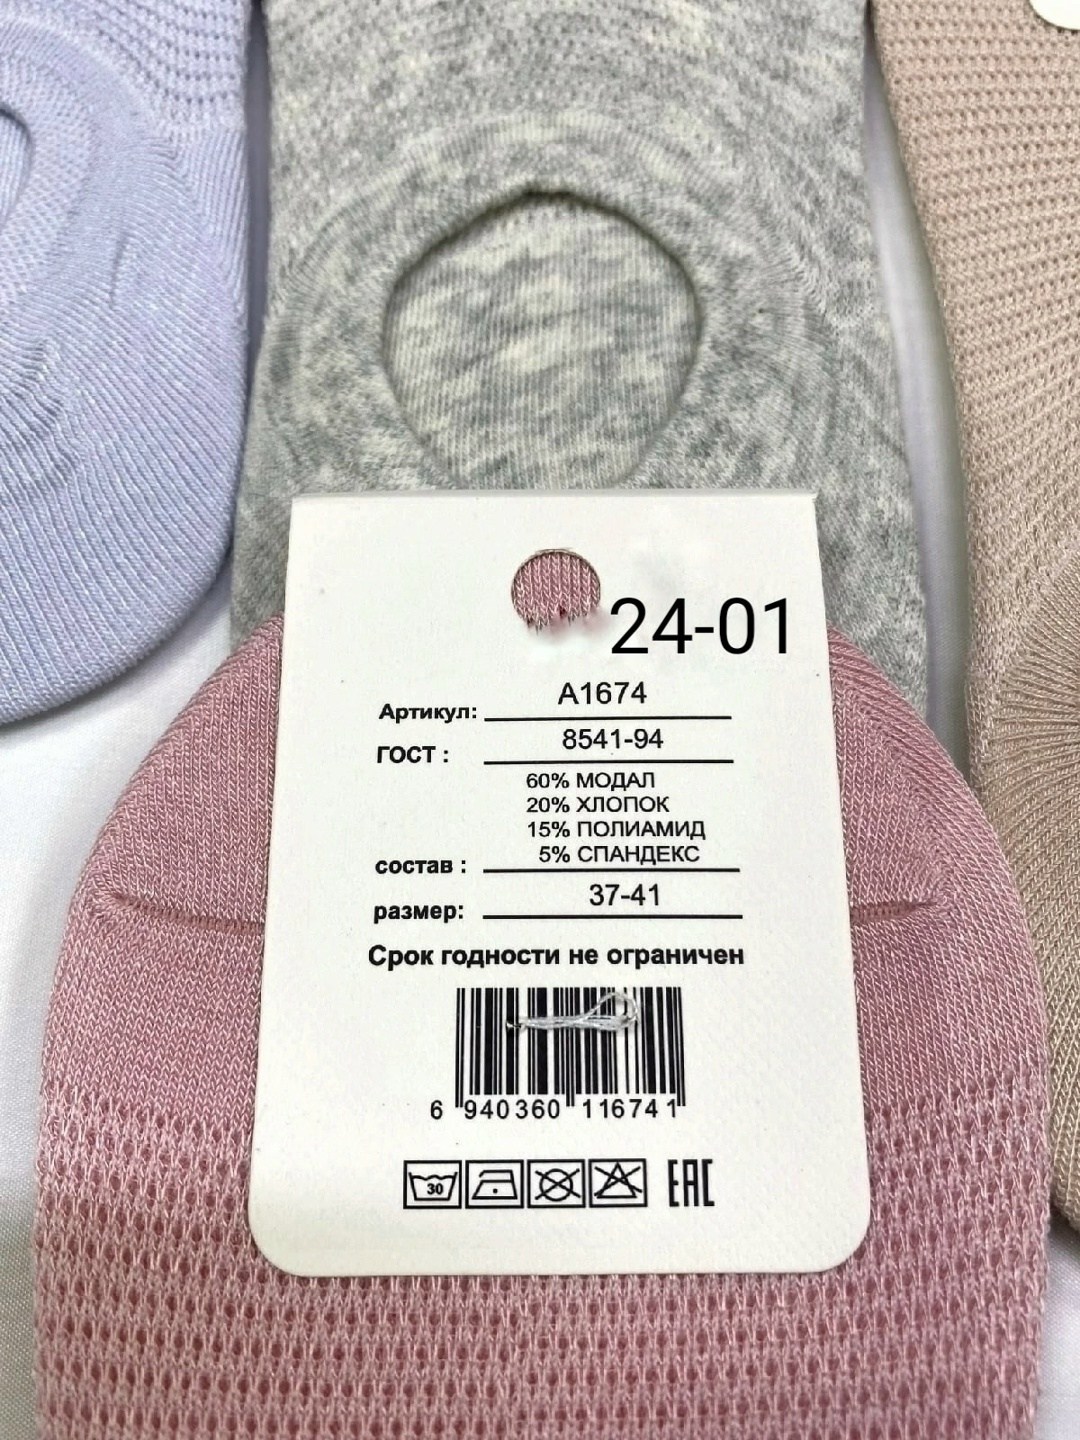 24-01
Артикул: A1674
ГОСТ : 8541-94
60% МОДАЛ
20% ХЛОПОК
15% ПОЛИАМИД
состав : 5% СПАНДЕКС
размер: 37-41
Срок годности не ограничен
6 940360 116741
30
EAC